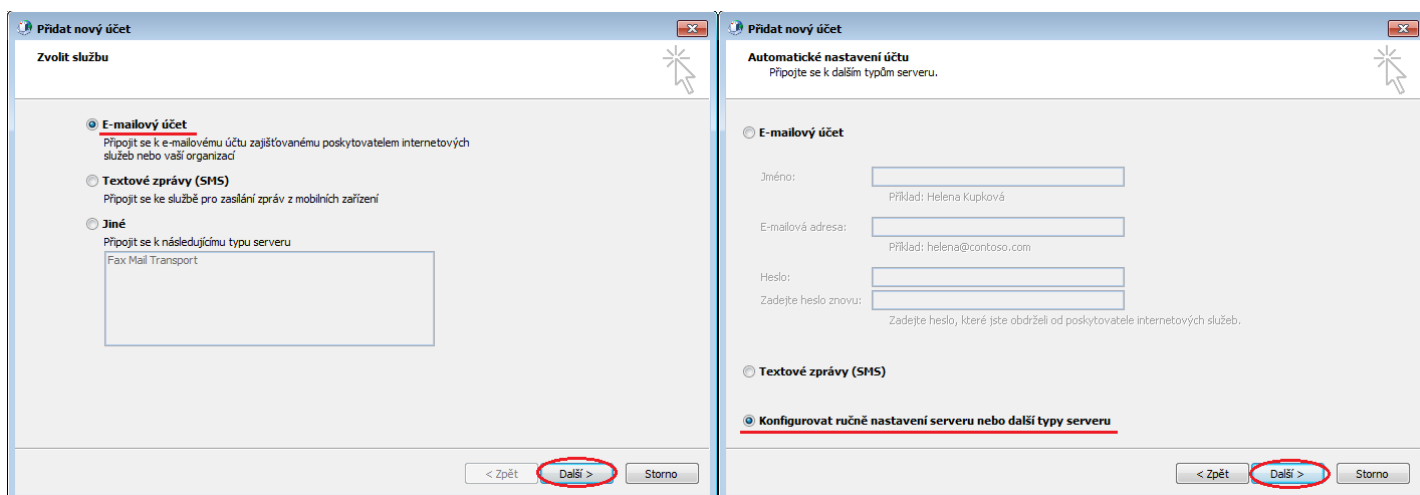 Přidat nový účet
Zvolit službu
E-mailový účet
Připojit se k e-mailovému účtu zajišťovanému poskytovatelem internetových
služeb nebo vaší organizací
Textové zprávy (SMS)
Připojit se ke službě pro zasílání zpráv z mobilních zařízení
Jiné
Připojit se k následujícímu typu serveru
Fax Mail Transport
< Zpět
Další >
Storno
Přidat nový účet
Automatické nastavení účtu
Připojte se k dalším typům serveru.
E-mailový účet
Jméno:
Příklad: Helena Kupková
E-mailová adresa:
Příklad: helena@contoso.com
Heslo:
Zadejte heslo znovu:
Zadejte heslo, které jste obdrželi od poskytovatele internetových služeb.
Textové zprávy (SMS)
Konfigurovat ručně nastavení serveru nebo další typy serveru
< Zpět
Další >
Storno